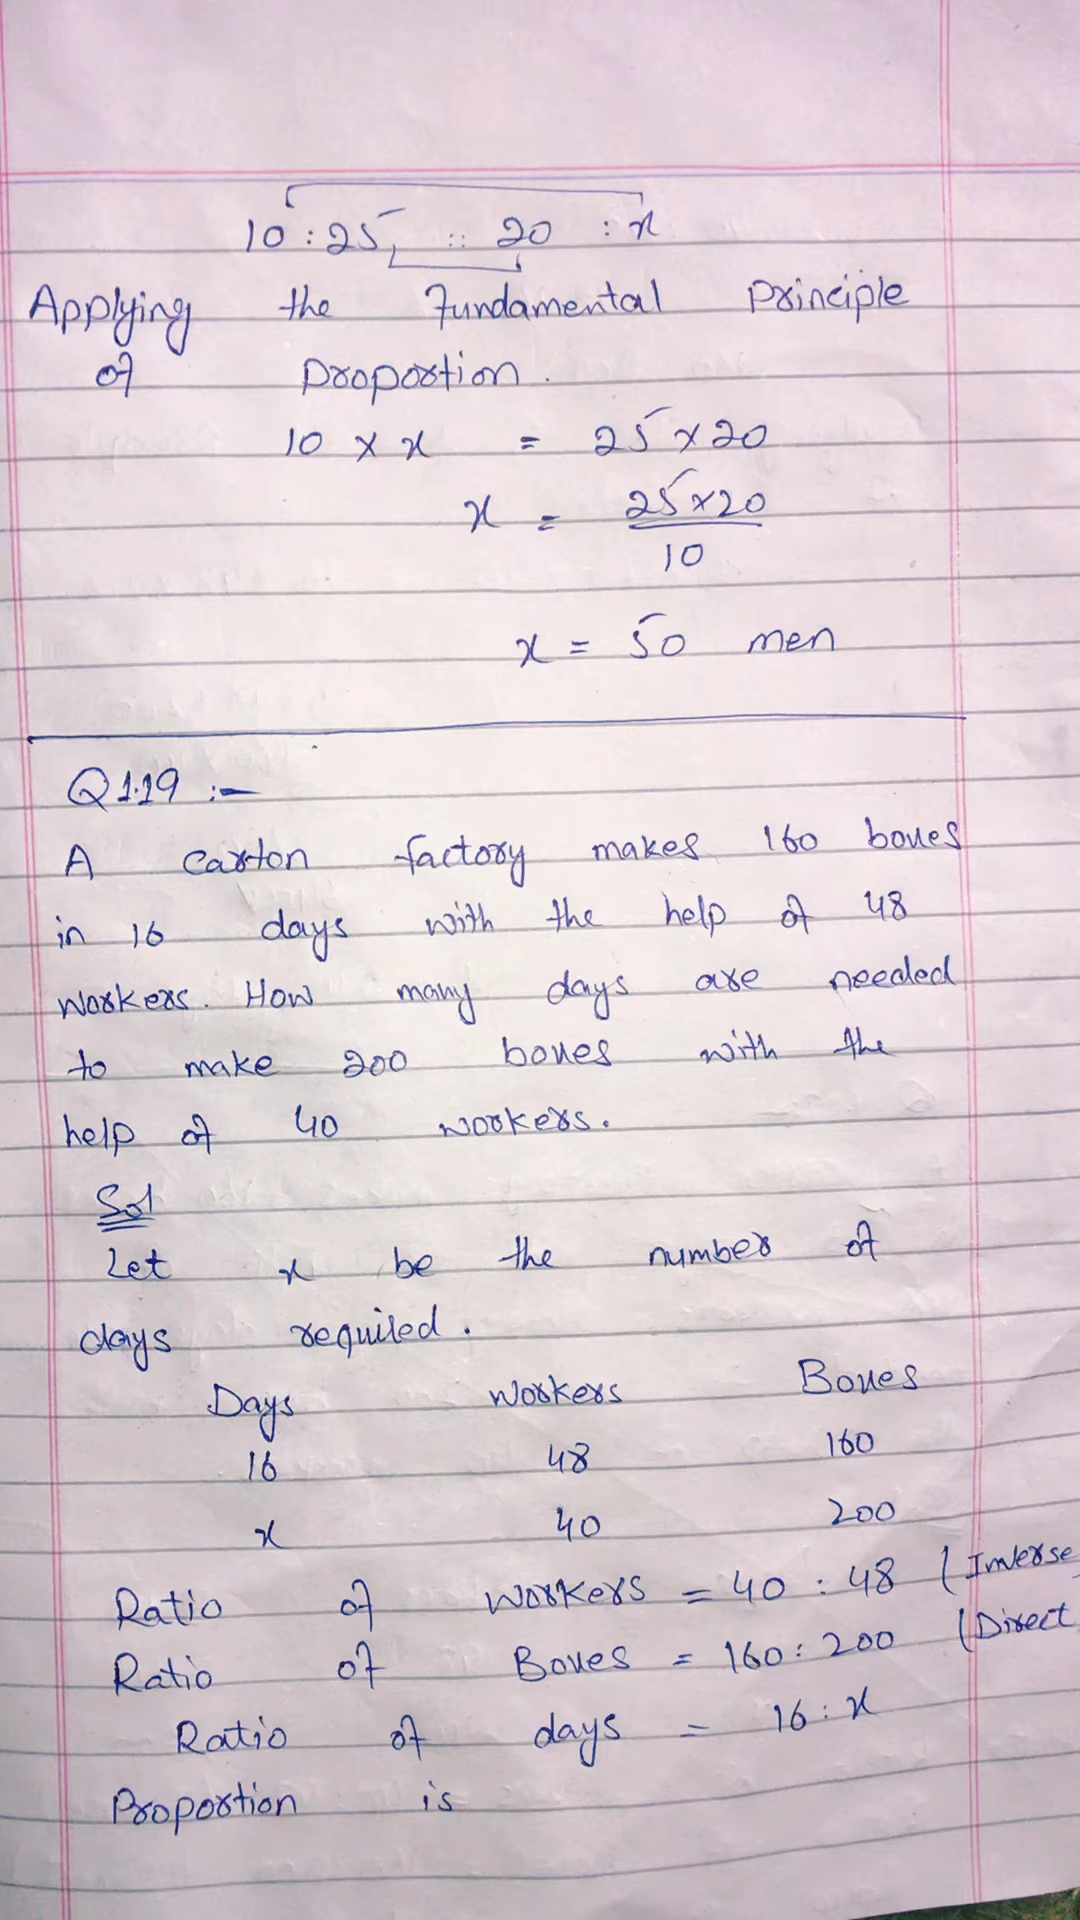 10 : 25 :: 20 : x
Applying the Fundamental Principle
of Proportion.
10 × x = 25 × 20
x = 25×20
10
x = 50 men
Q1.19 :-
A carton factory makes 160 boxes
in 16 days with the help of 48
workers. How many days are needed
to make 200 boxes with the
help of 40 workers.
Sol
Let x be the number of
days required.
Days Workers Boxes
16 48 160
x 40 200
Ratio of Workers = 40 : 48 (Inverse
Ratio of Boxes = 160 : 200 (Direct
Ratio of days = 16 : x
Proportion is